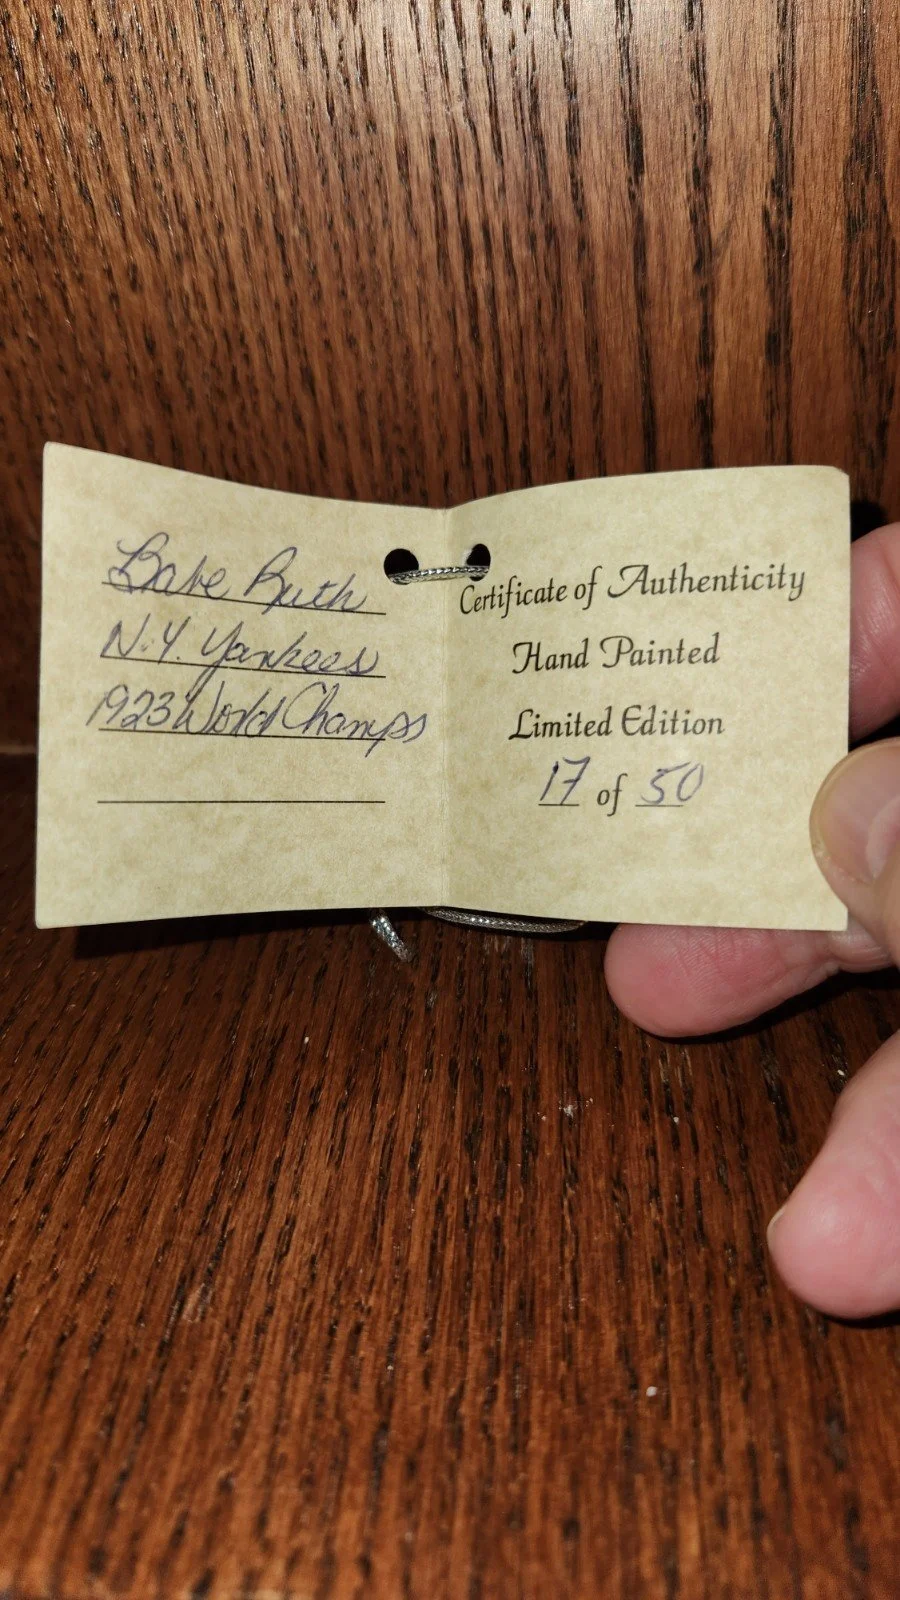 Babe Ruth
N.Y. Yankees
1923 World Champs
Certificate of Authenticity
Hand Painted
Limited Edition
17 of 50